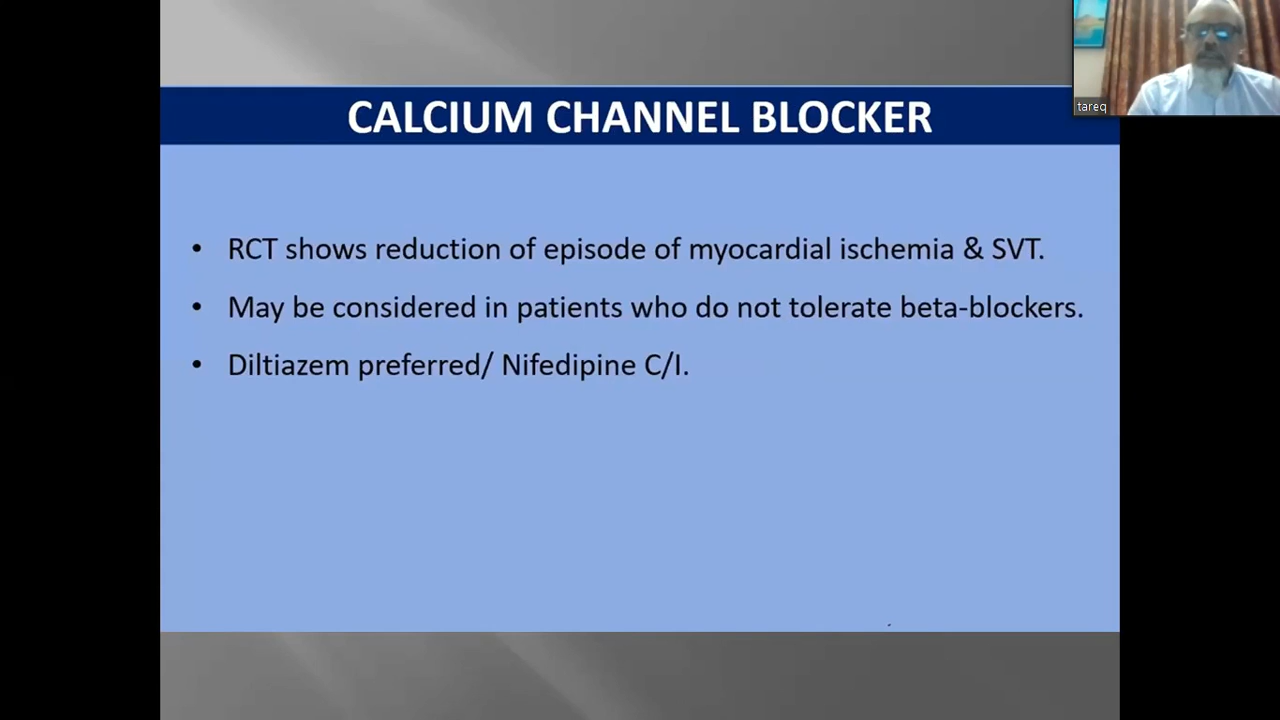 CALCIUM CHANNEL BLOCKER
tareq
• RCT shows reduction of episode of myocardial ischemia & SVT.
• May be considered in patients who do not tolerate beta-blockers.
• Diltiazem preferred/ Nifedipine C/I.